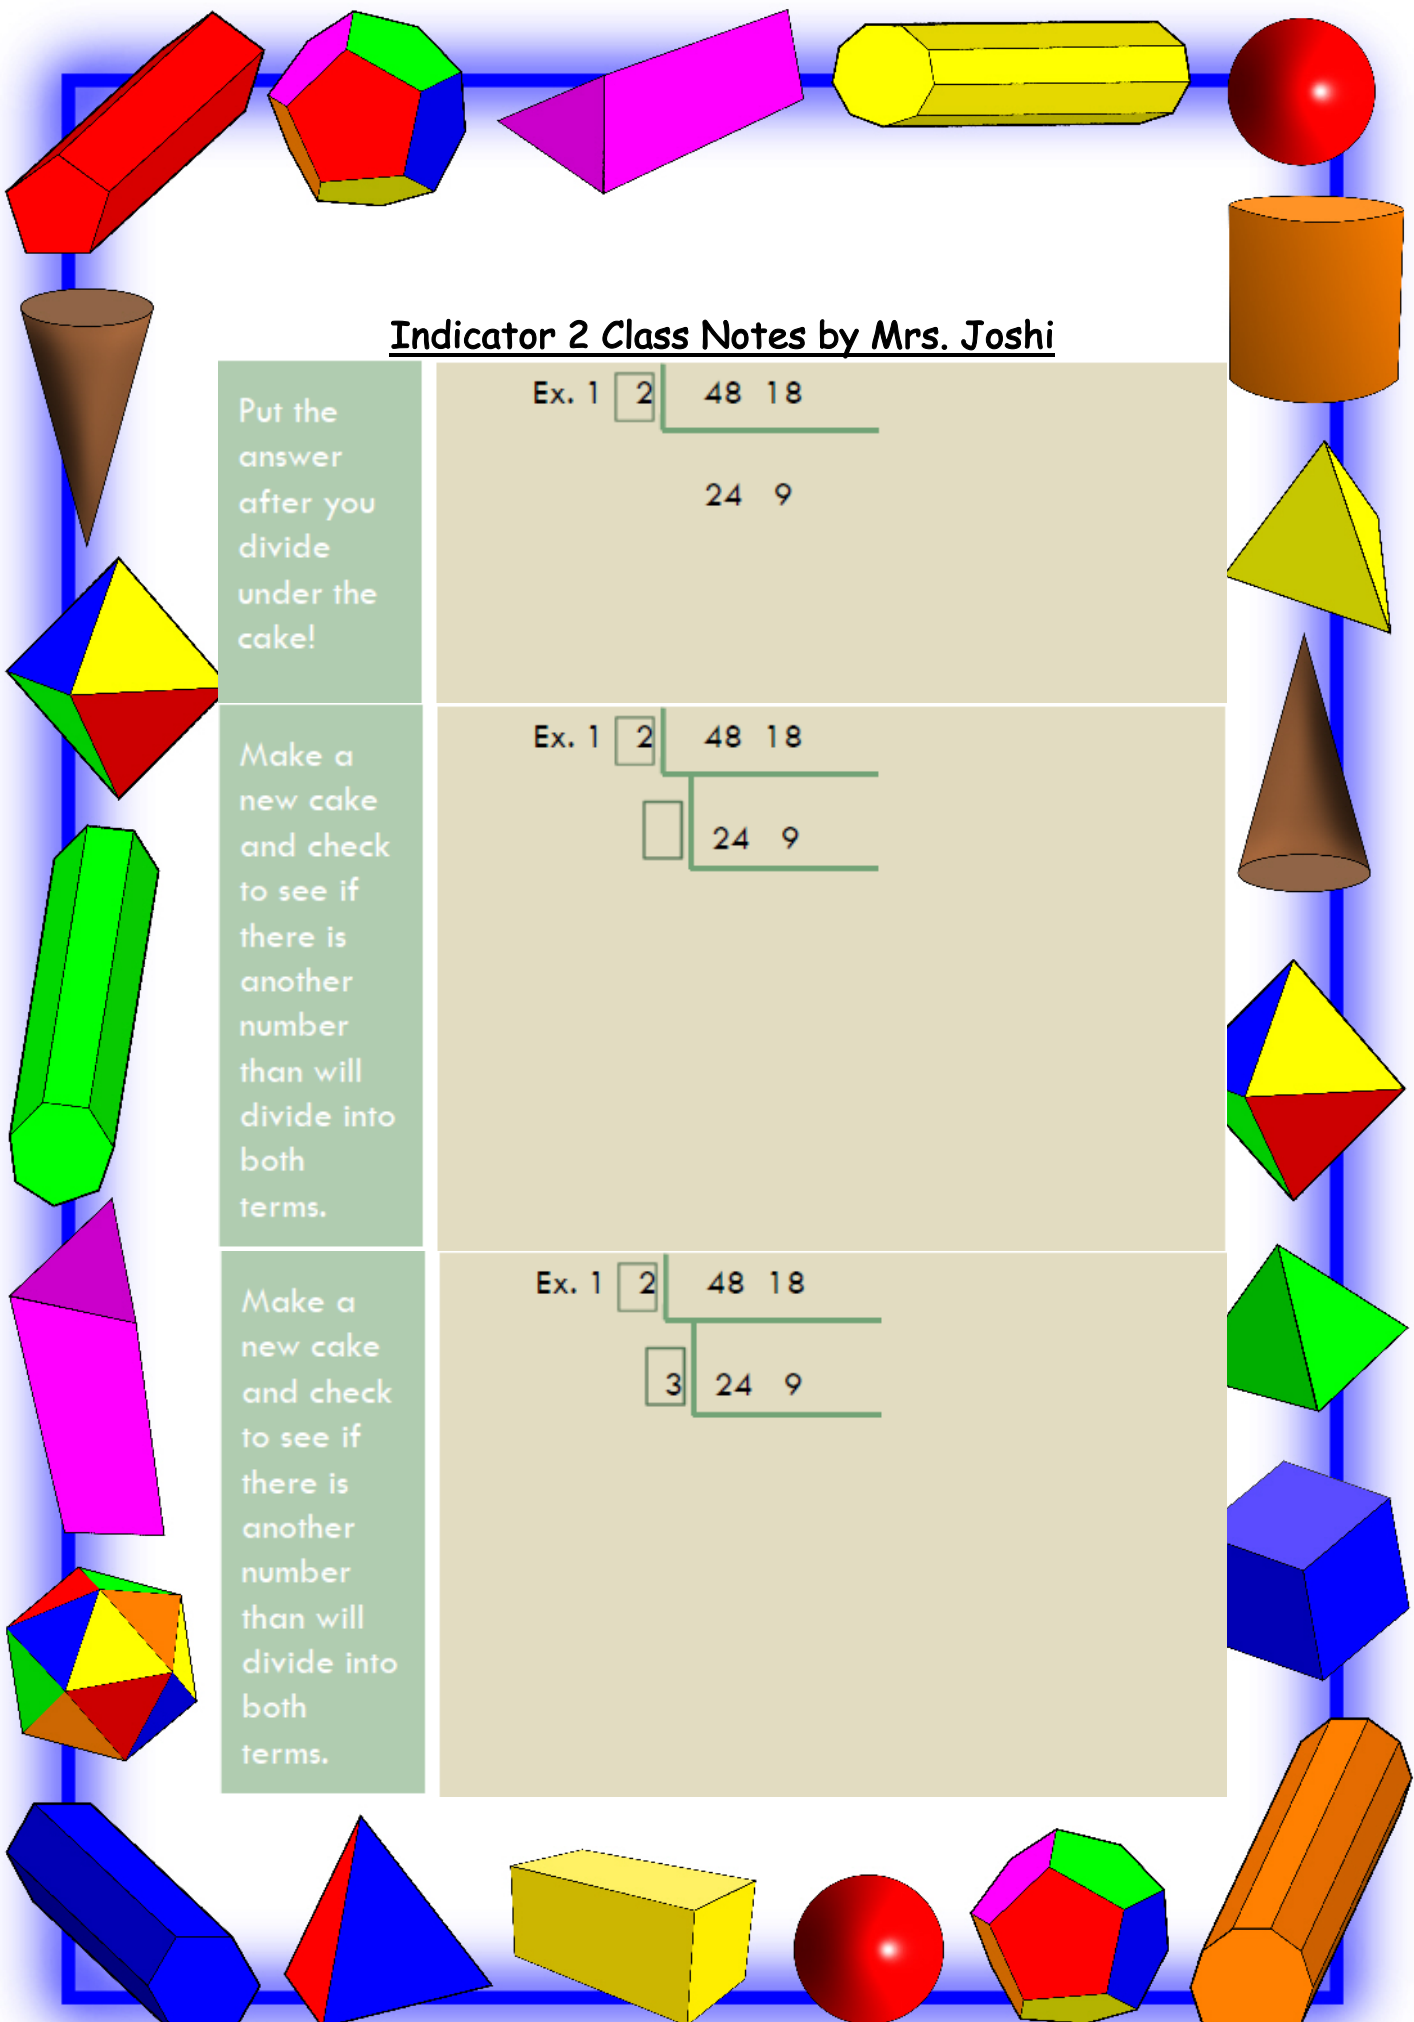 Indicator 2 Class Notes by Mrs. Joshi
Put the
answer
after you
divide
under the
cake!
Ex. 1 2 48 18
24 9
Make a
new cake
and check
to see if
there is
another
number
than will
divide into
both
terms.
Ex. 1 2 48 18
24 9
Make a
new cake
and check
to see if
there is
another
number
than will
divide into
both
terms.
Ex. 1 2 48 18
3 24 9